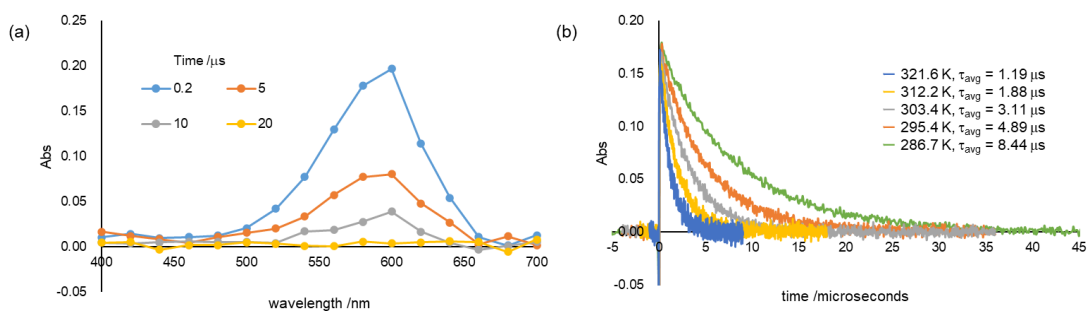 (a)
0.25
0.20
0.15
0.10
0.05
0.00
-0.05
Abs
Time /μs
0.2
5
10
20
400
450
500
550
600
650
700
wavelength /nm
(b)
0.20
0.15
0.10
0.05
0.00
-0.05
Abs
321.6 K, τavg = 1.19 μs
312.2 K, τavg = 1.88 μs
303.4 K, τavg = 3.11 μs
295.4 K, τavg = 4.89 μs
286.7 K, τavg = 8.44 μs
-5
0
5
10
15
20
25
30
35
40
45
time /microseconds